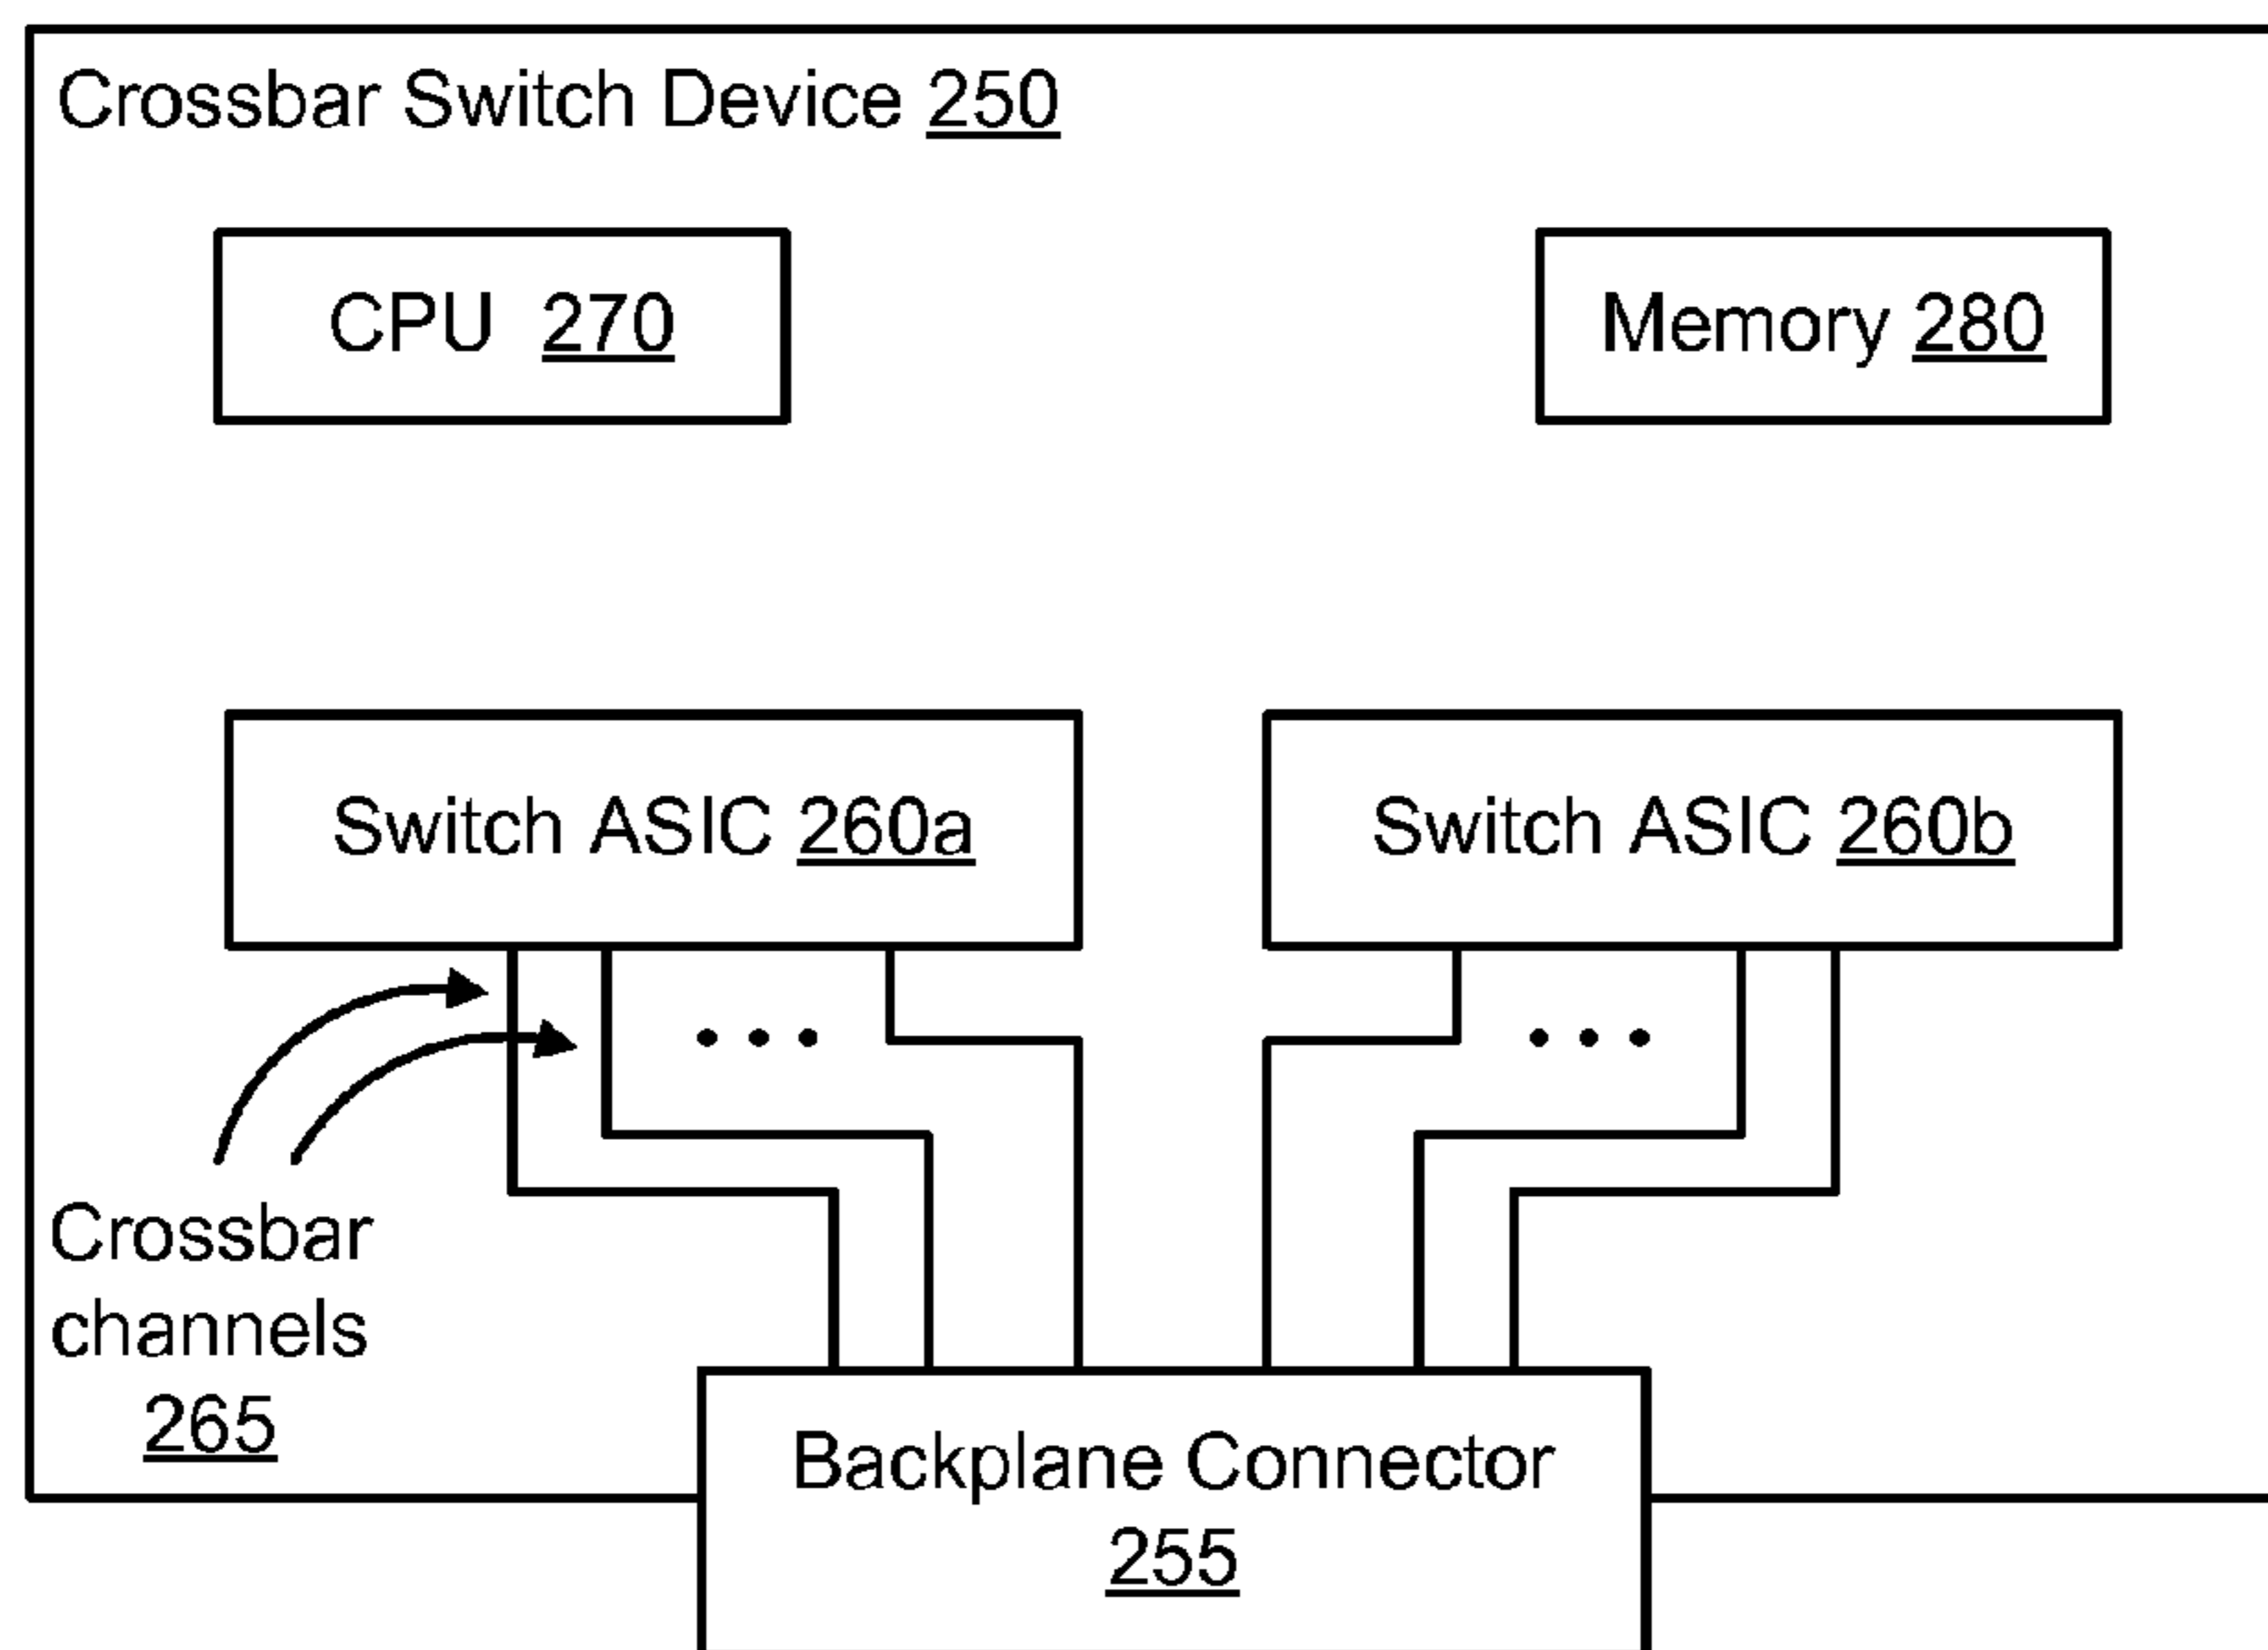 Crossbar Switch Device 250
CPU 270
Memory 280
Switch ASIC 260a
Switch ASIC 260b
Crossbar
channels
265
Backplane Connector
255